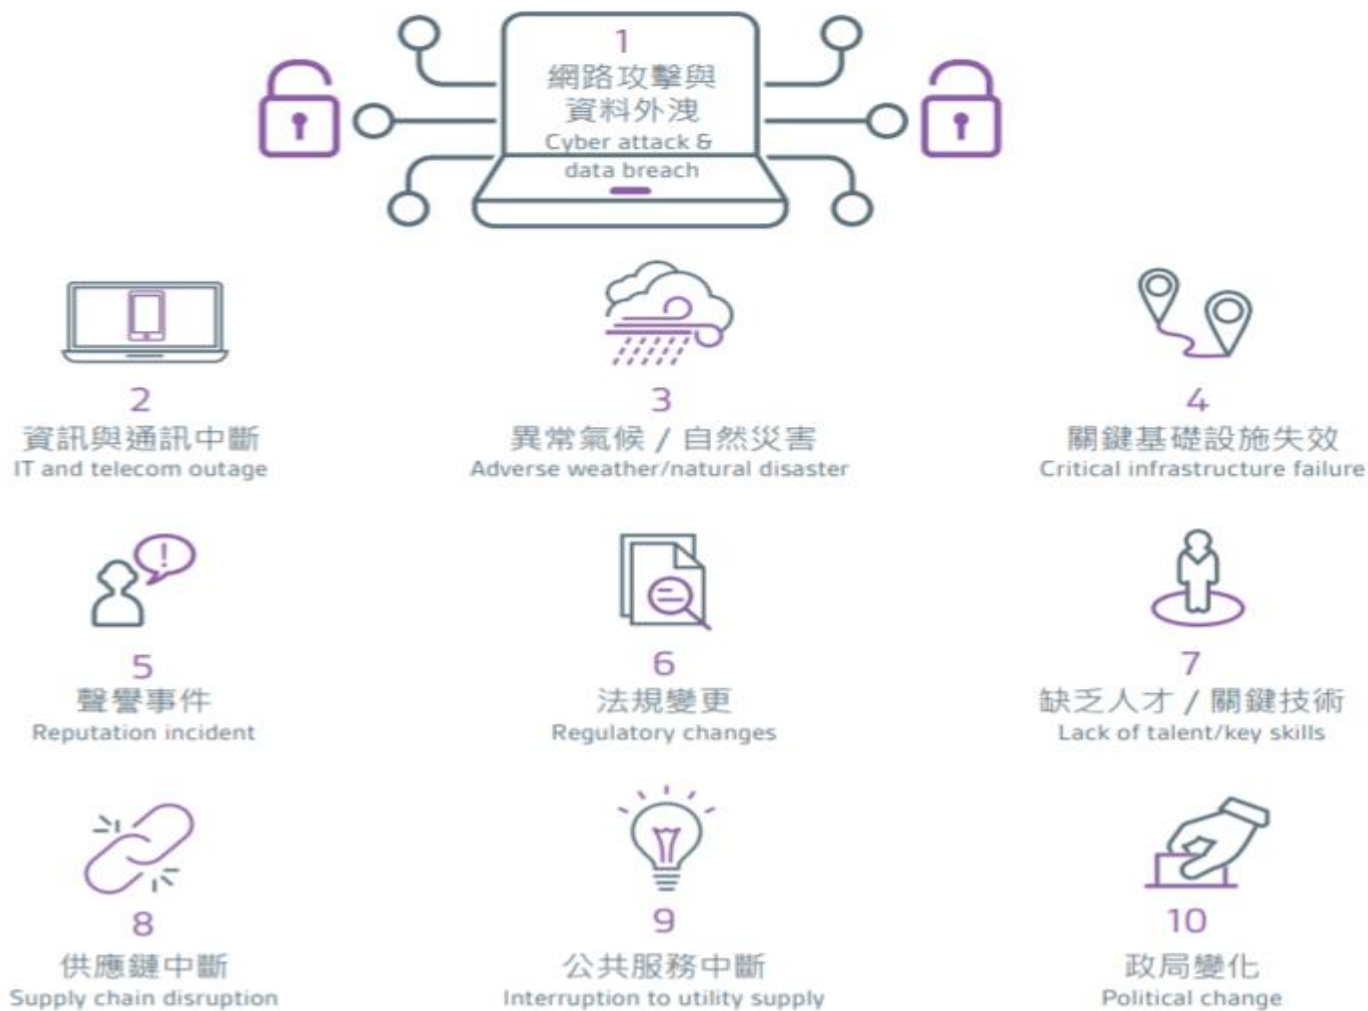 1
網路攻擊與
資料外洩
Cyber attack &
data breach
2
資訊與通訊中斷
IT and telecom outage
3
異常氣候 / 自然災害
Adverse weather/natural disaster
4
關鍵基礎設施失效
Critical infrastructure failure
5
聲譽事件
Reputation incident
6
法規變更
Regulatory changes
7
缺乏人才 / 關鍵技術
Lack of talent/key skills
8
供應鏈中斷
Supply chain disruption
9
公共服務中斷
Interruption to utility supply
10
政局變化
Political change